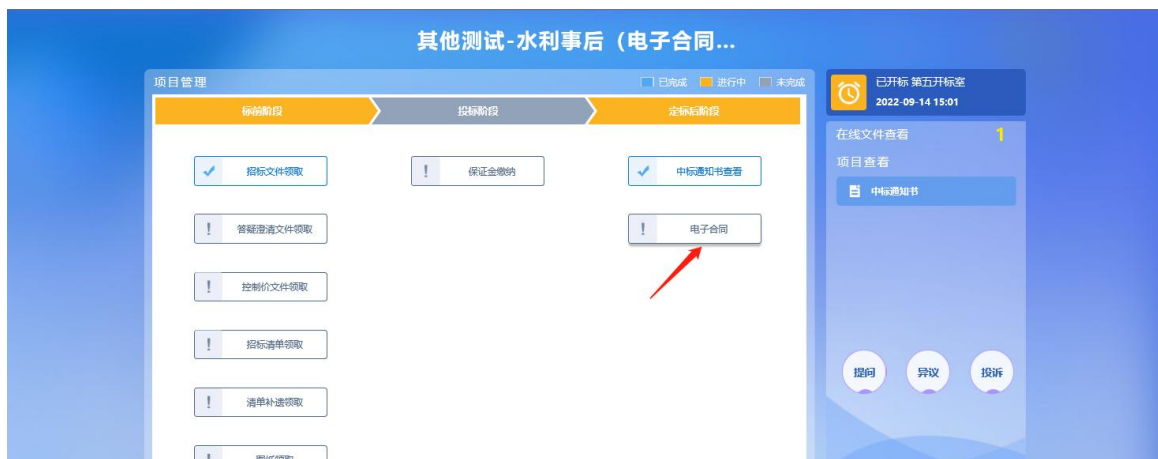 其他测试-水利事后（电子合同...
项目管理
已完成 进行中 未完成
标前阶段
投标阶段
定标后阶段
招标文件领取
保证金缴纳
中标通知书查看
! 答疑澄清文件领取
! 电子合同
! 控制价文件领取
! 招标清单领取
! 清单补遗领取
图纸领取
已开标 第五开标室
2022-09-14 15:01
在线文件查看 1
项目查看
中标通知书
提问
异议
投诉